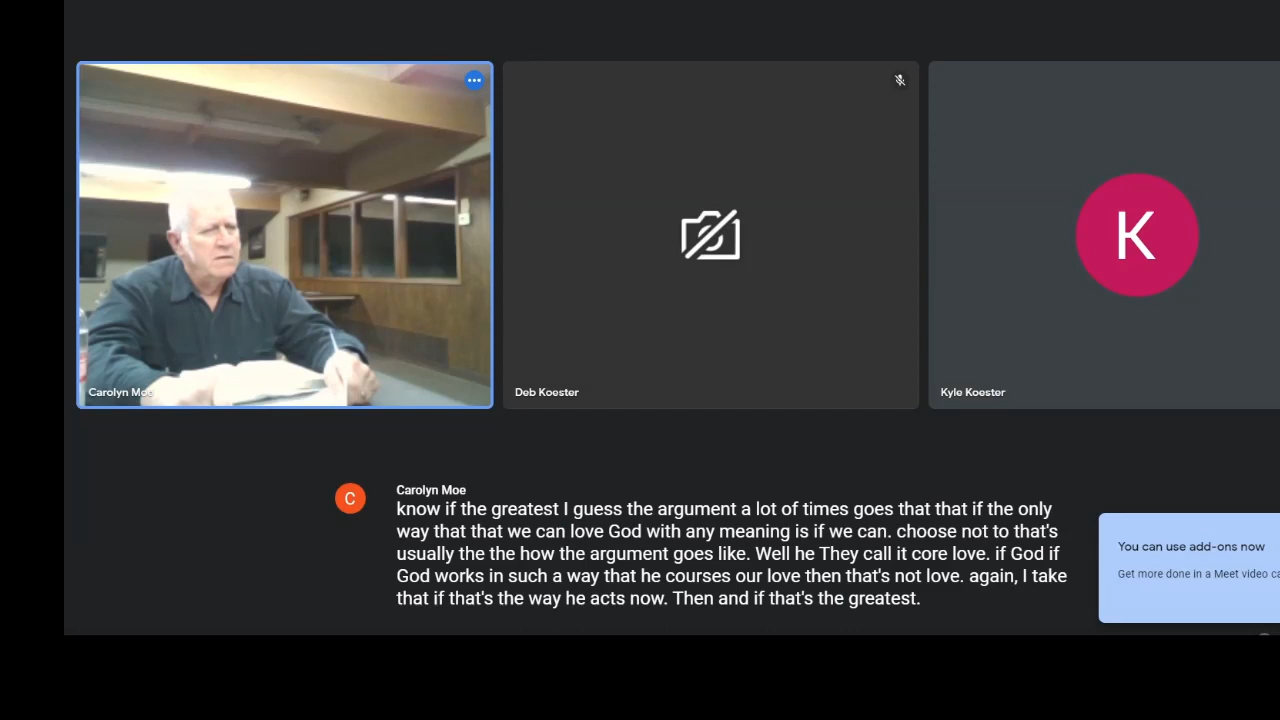 Carolyn Moe
Deb Koester
K
Kyle Koester
C
Carolyn Moe
know if the greatest I guess the argument a lot of times goes that that if the only
way that that we can love God with any meaning is if we can. choose not to that's
usually the the how the argument goes like. Well he They call it core love. if God if
God works in such a way that he courses our love then that's not love. again, I take
that if that's the way he acts now. Then and if that's the greatest.
You can use add-ons now
Get more done in a Meet video ca